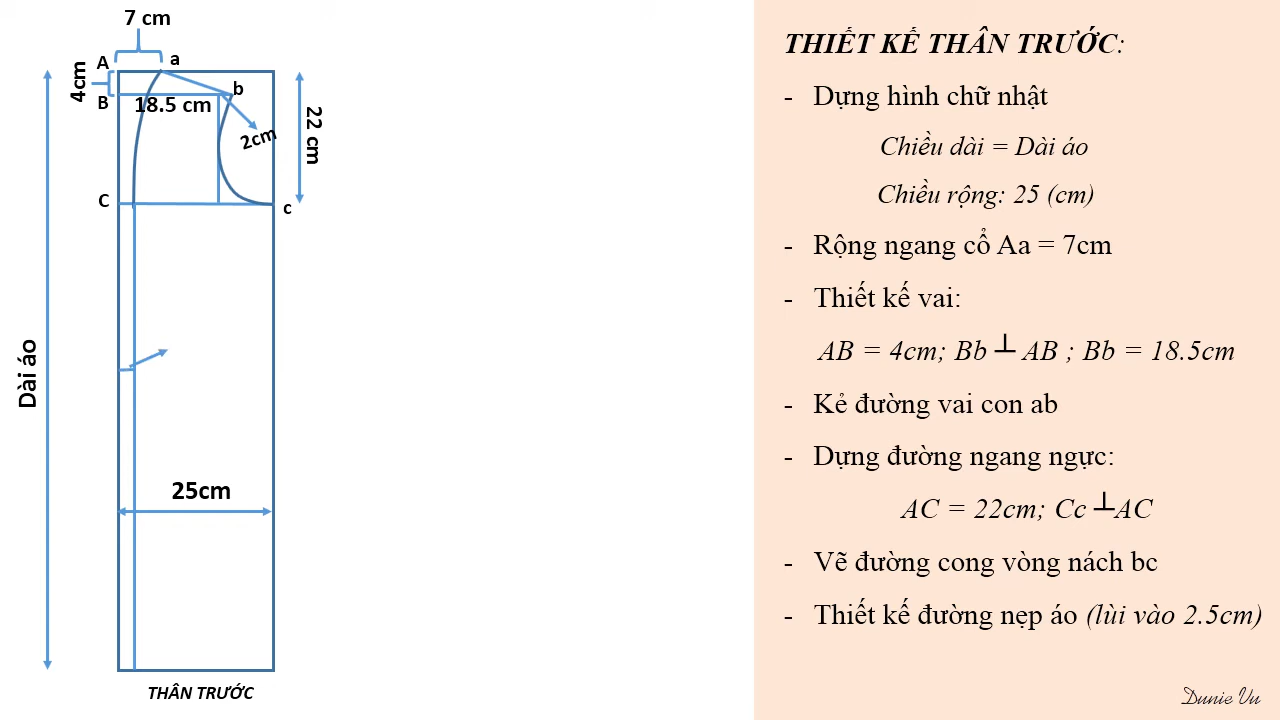 7 cm
A
a
4cm
b
B
18.5 cm
2cm
22 cm
C
c
Dài áo
25cm
THÂN TRƯỚC
THIẾT KẾ THÂN TRƯỚC:
- Dựng hình chữ nhật
Chiều dài = Dài áo
Chiều rộng: 25 (cm)
- Rộng ngang cổ Aa = 7cm
- Thiết kế vai:
AB = 4cm; Bb ┴ AB ; Bb = 18.5cm
- Kẻ đường vai con ab
- Dựng đường ngang ngực:
AC = 22cm; Cc ┴AC
- Vẽ đường cong vòng nách bc
- Thiết kế đường nẹp áo (lùi vào 2.5cm)
Dunie Vu